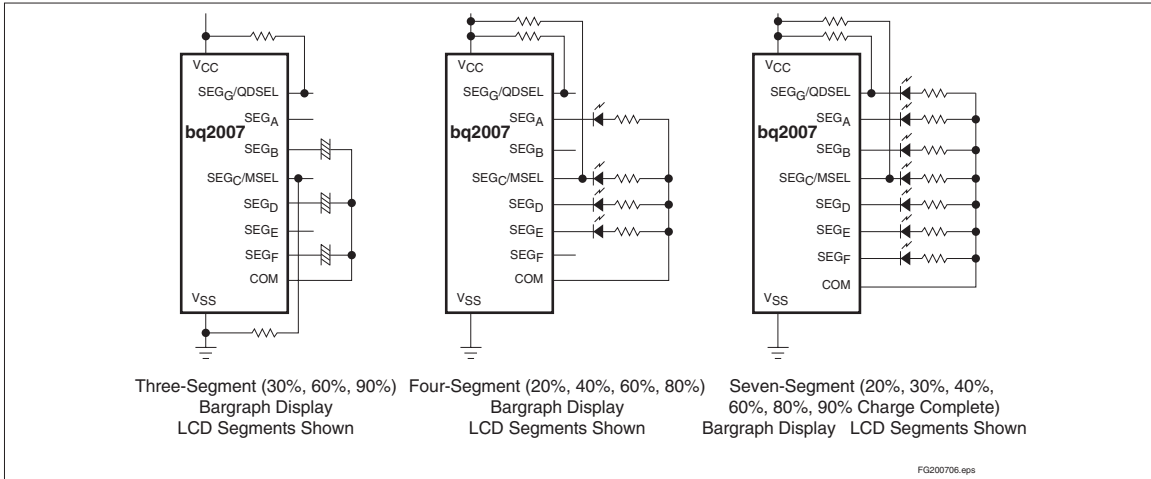 VCC
SEGG/QDSEL
SEGA
bq2007
SEGB
SEGC/MSEL
SEGD
SEGE
SEGF
COM
VSS
Three-Segment (30%, 60%, 90%)
Bargraph Display
LCD Segments Shown
VCC
SEGG/QDSEL
SEGA
bq2007
SEGB
SEGC/MSEL
SEGD
SEGE
SEGF
COM
VSS
Four-Segment (20%, 40%, 60%, 80%)
Bargraph Display
LCD Segments Shown
VCC
SEGG/QDSEL
SEGA
bq2007
SEGB
SEGC/MSEL
SEGD
SEGE
SEGF
COM
VSS
Seven-Segment (20%, 30%, 40%,
60%, 80%, 90% Charge Complete)
Bargraph Display LCD Segments Shown
FG200706.eps